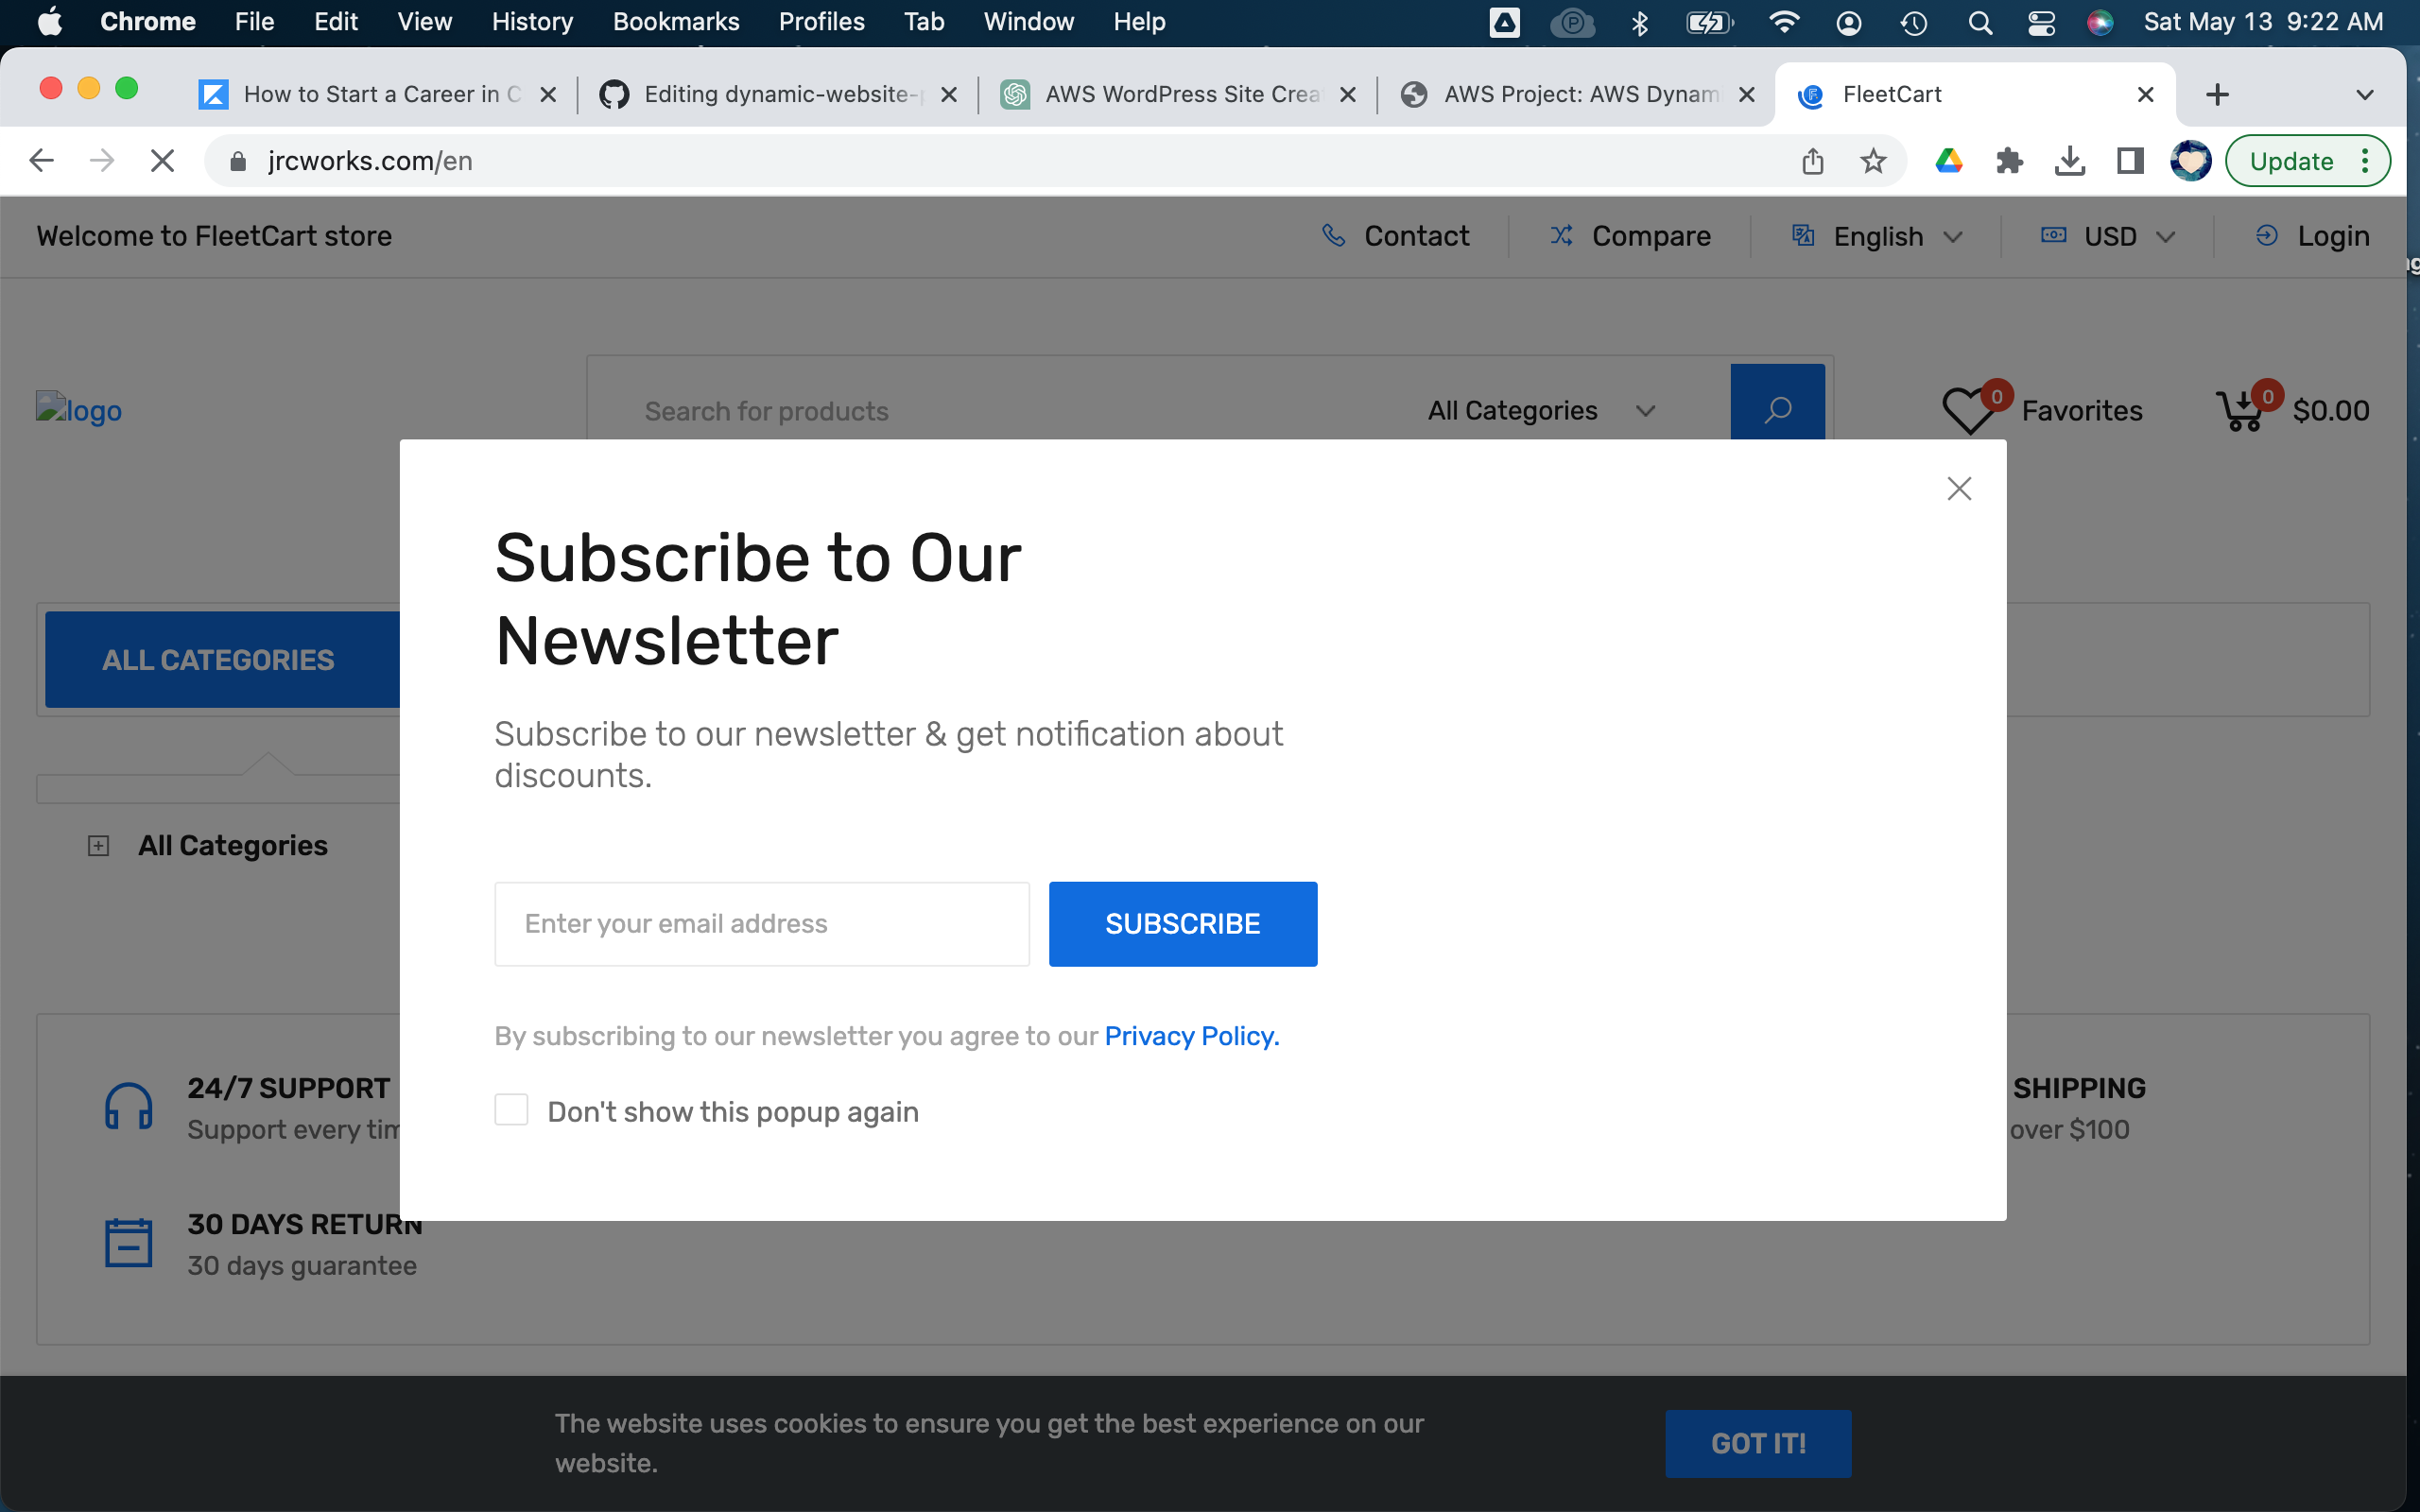 Chrome File Edit View History Bookmarks Profiles Tab Window Help Sat May 13 9:22 AM
How to Start a Career in C Editing dynamic-website-p AWS WordPress Site Crea AWS Project: AWS Dynami FleetCart
jrcworks.com/en Update
Welcome to FleetCart store Contact Compare English USD Login
logo Search for products All Categories 0 Favorites 0 $0.00
Subscribe to Our
Newsletter
ALL CATEGORIES
Subscribe to our newsletter & get notification about
discounts.
All Categories
Enter your email address SUBSCRIBE
By subscribing to our newsletter you agree to our Privacy Policy.
24/7 SUPPORT SHIPPING
Support every tim over $100
Don't show this popup again
30 DAYS RETURN
30 days guarantee
The website uses cookies to ensure you get the best experience on our
website.
GOT IT!